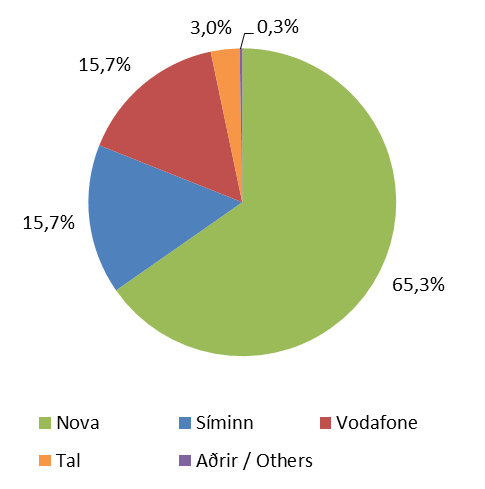 3,0% 0,3%
15,7%
15,7%
65,3%
Nova Síminn Vodafone
Tal Aðrir / Others